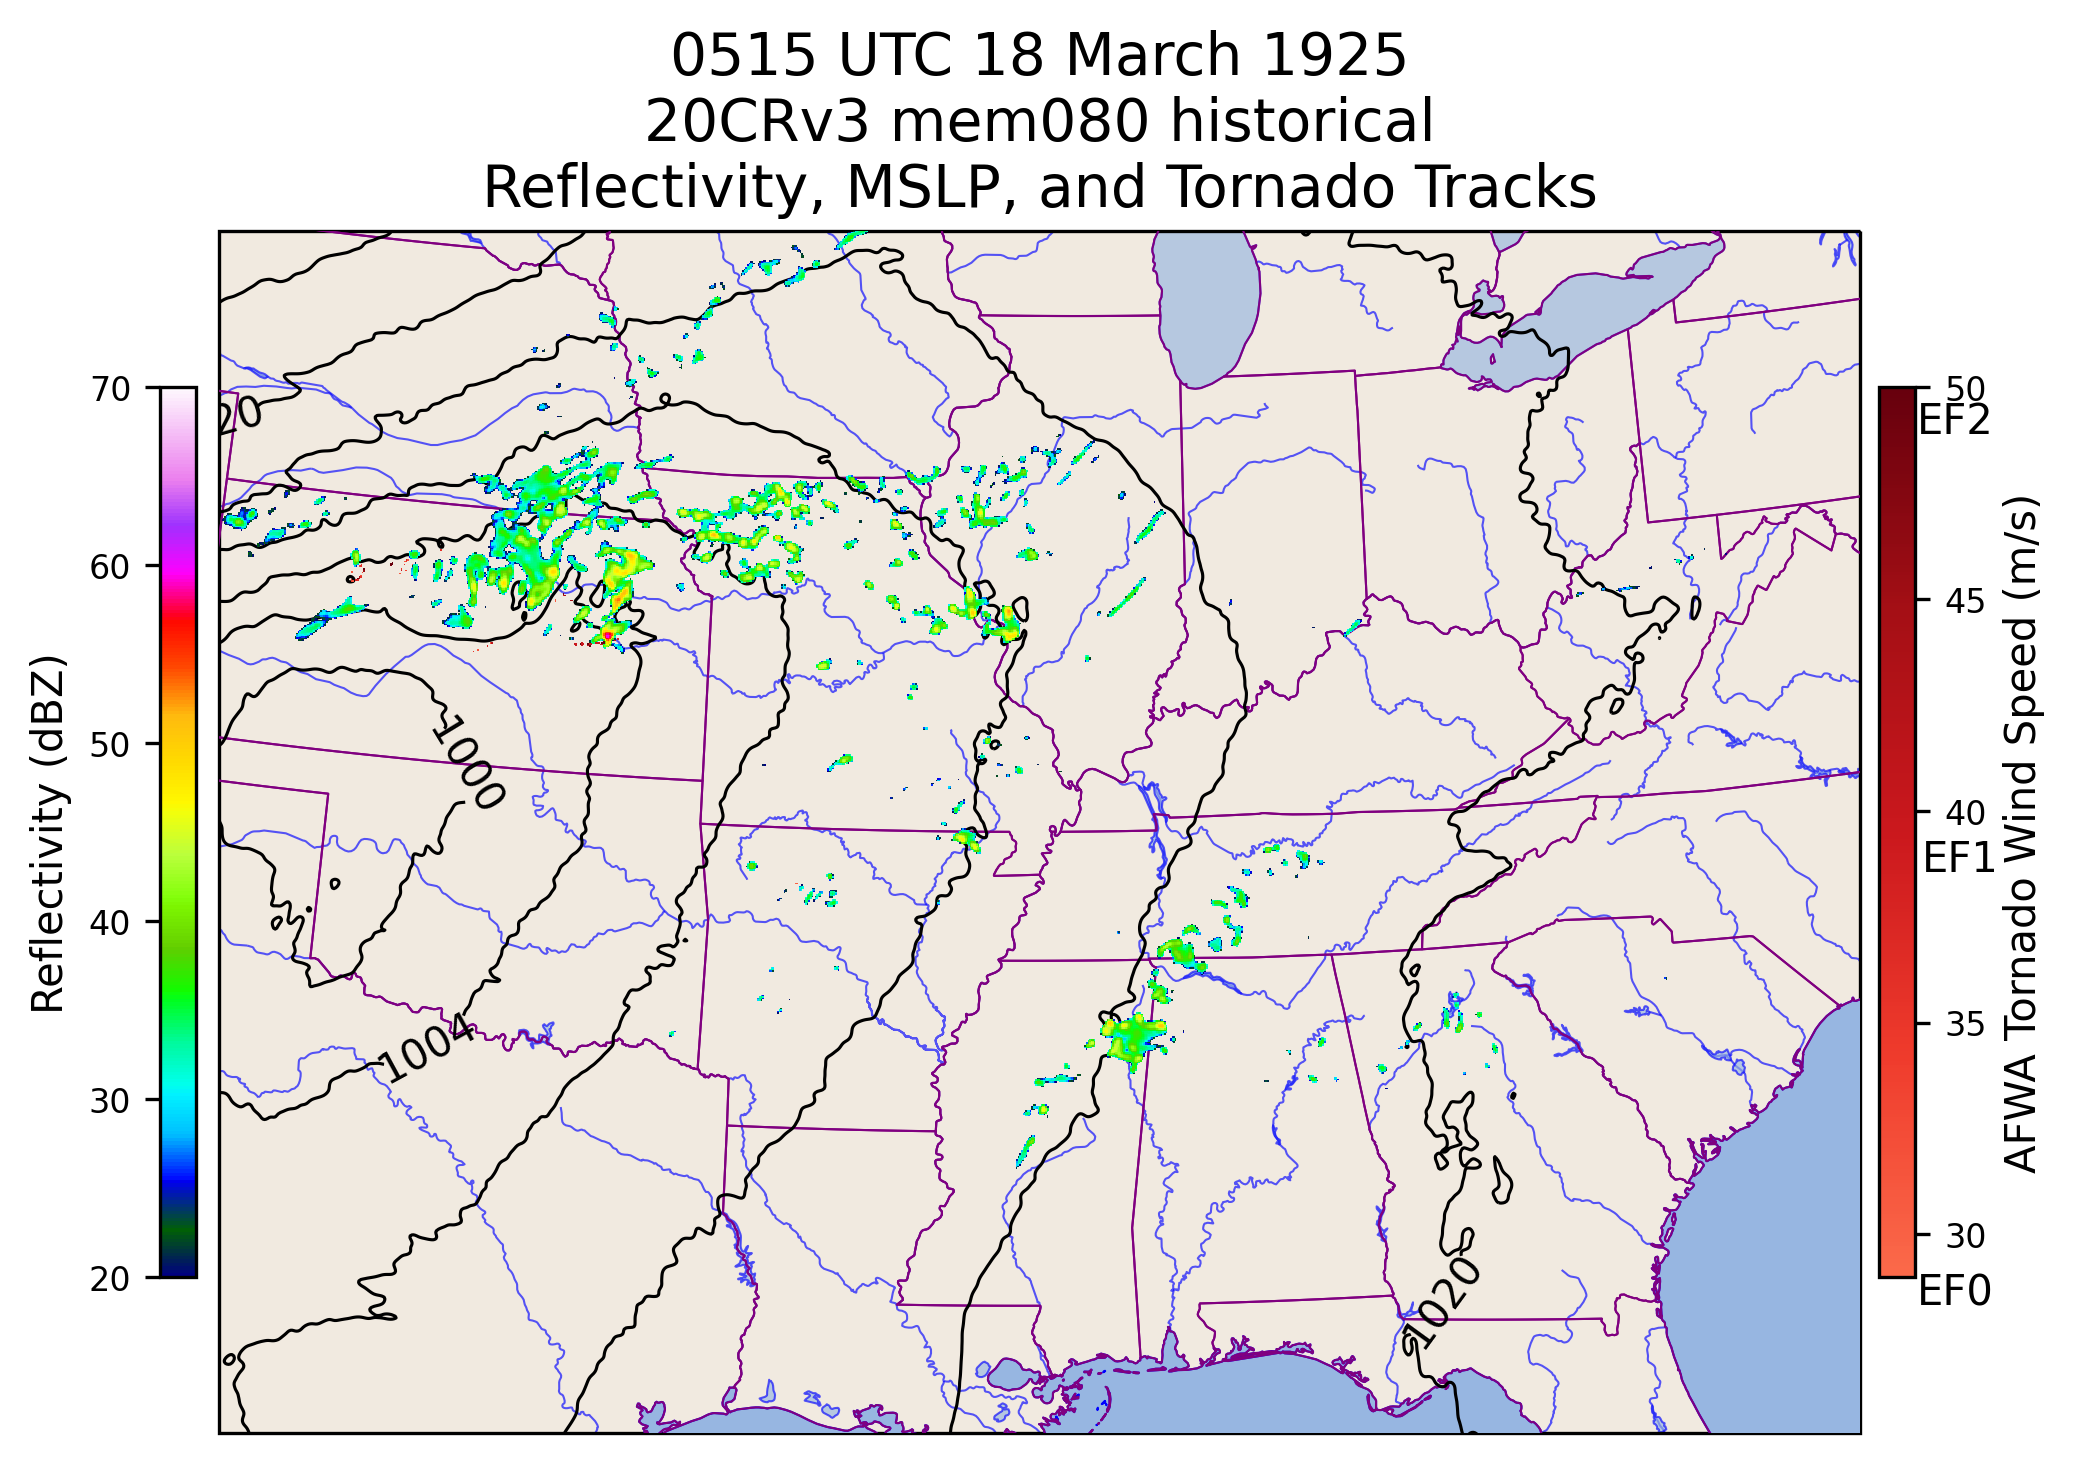 0515 UTC 18 March 1925
20CRv3 mem080 historical
Reflectivity, MSLP, and Tornado Tracks
70
60
50
40
30
20
Reflectivity (dBZ)
20
1000
1004
1020
50
EF2
45
40
EF1
35
30
EF0
AFWA Tornado Wind Speed (m/s)